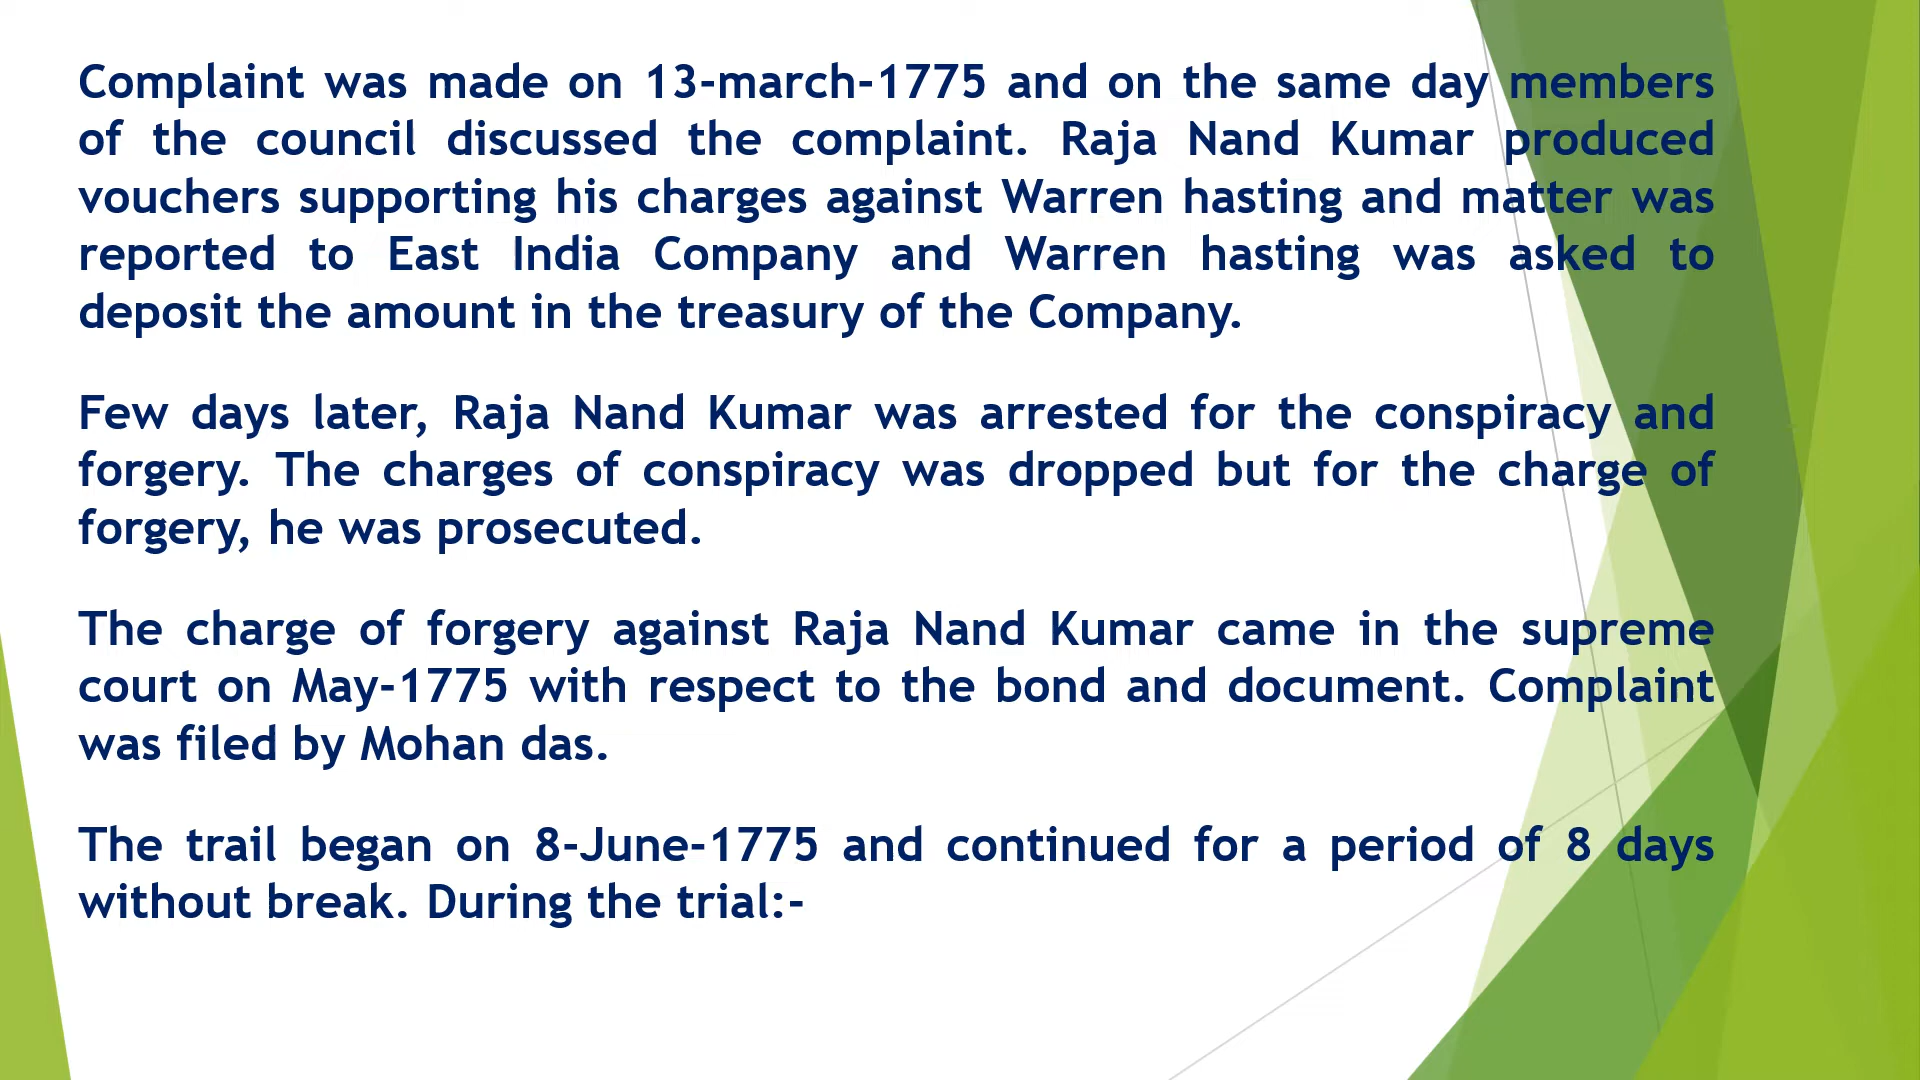 Complaint was made on 13-march-1775 and on the same day members
of the council discussed the complaint. Raja Nand Kumar produced
vouchers supporting his charges against Warren hasting and matter was
reported to East India Company and Warren hasting was asked to
deposit the amount in the treasury of the Company.
Few days later, Raja Nand Kumar was arrested for the conspiracy and
forgery. The charges of conspiracy was dropped but for the charge of
forgery, he was prosecuted.
The charge of forgery against Raja Nand Kumar came in the supreme
court on May-1775 with respect to the bond and document. Complaint
was filed by Mohan das.
The trail began on 8-June-1775 and continued for a period of 8 days
without break. During the trial:-